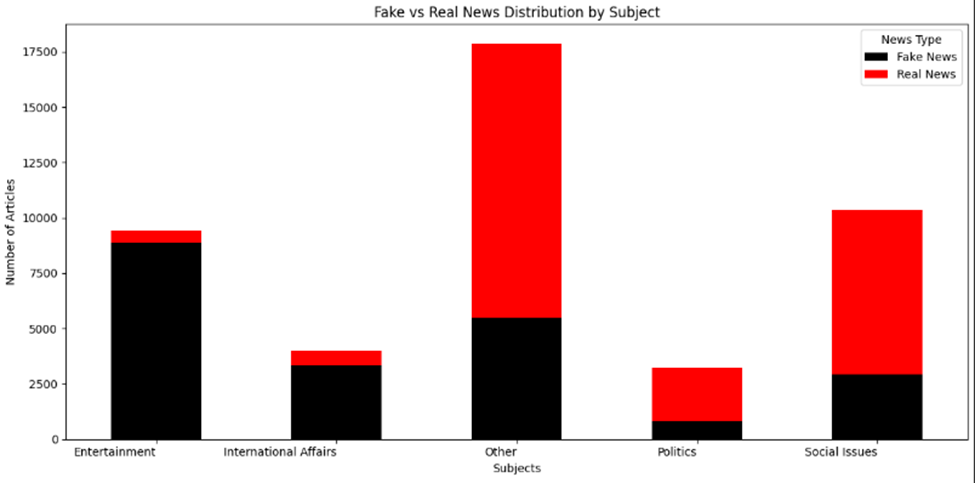 Fake vs Real News Distribution by Subject
News Type
Fake News
Real News
Number of Articles
17500
15000
12500
10000
7500
5000
2500
0
Entertainment
International Affairs
Other
Politics
Social Issues
Subjects